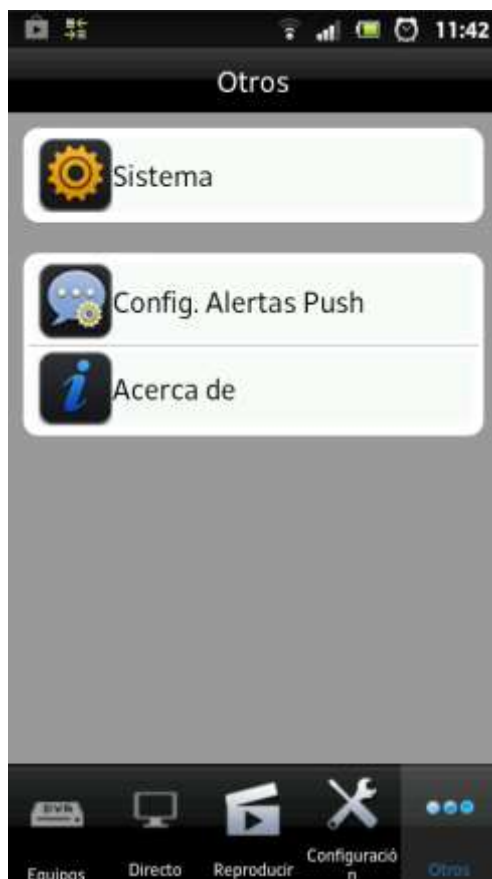 11:42
Otros
Sistema
Config. Alertas Push
Acerca de
DVR
Equipos
Directo
Reproducir
Configuració
n
Otros